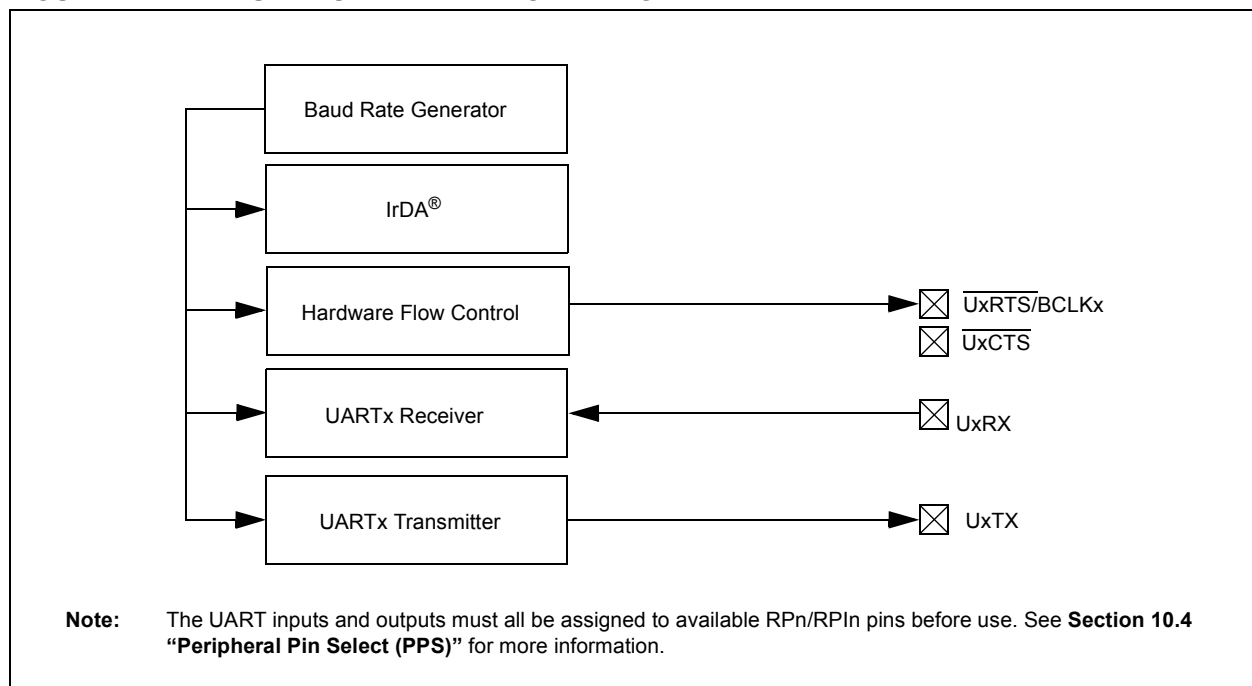 Baud Rate Generator
IrDA®
Hardware Flow Control
UxRTS/BCLKx
UxCTS
UARTx Receiver
UxRX
UARTx Transmitter
UxTX
Note: The UART inputs and outputs must all be assigned to available RPn/RPIn pins before use. See Section 10.4
“Peripheral Pin Select (PPS)” for more information.